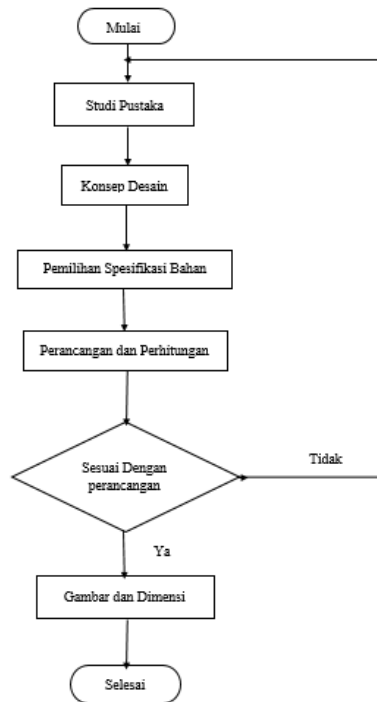 Mulai
Studi Pustaka
Konsep Desain
Pemilihan Spesifikasi Bahan
Perancangan dan Perhitungan
Sesuai Dengan
perancangan
Tidak
Ya
Gambar dan Dimensi
Selesai